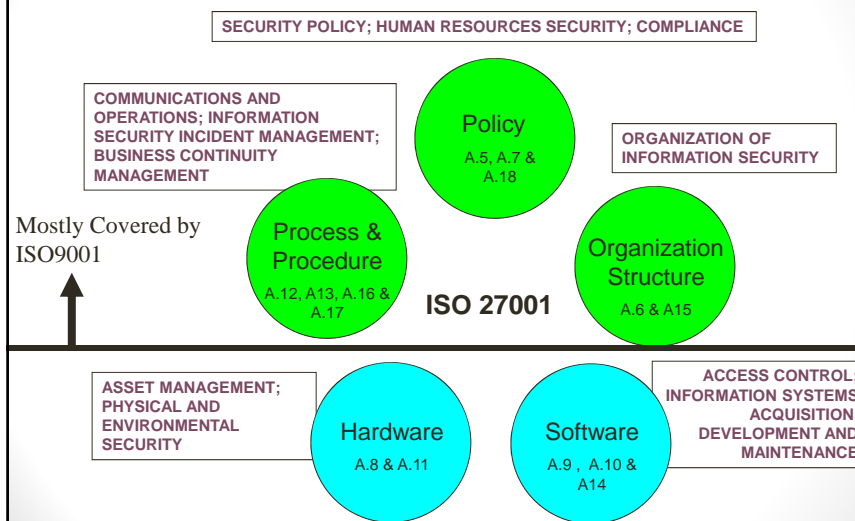 SECURITY POLICY; HUMAN RESOURCES SECURITY; COMPLIANCE
COMMUNICATIONS AND
OPERATIONS; INFORMATION
SECURITY INCIDENT MANAGEMENT;
BUSINESS CONTINUITY
MANAGEMENT
Policy
A.5, A.7 &
A.18
ORGANIZATION OF
INFORMATION SECURITY
Mostly Covered by
ISO9001
Process &
Procedure
A.12, A13, A.16 &
A.17
ISO 27001
Organization
Structure
A.6 & A15
ASSET MANAGEMENT;
PHYSICAL AND
ENVIRONMENTAL
SECURITY
Hardware
A.8 & A.11
Software
A.9 , A.10 &
A14
ACCESS CONTROL;
INFORMATION SYSTEMS
ACQUISITION
DEVELOPMENT AND
MAINTENANCE